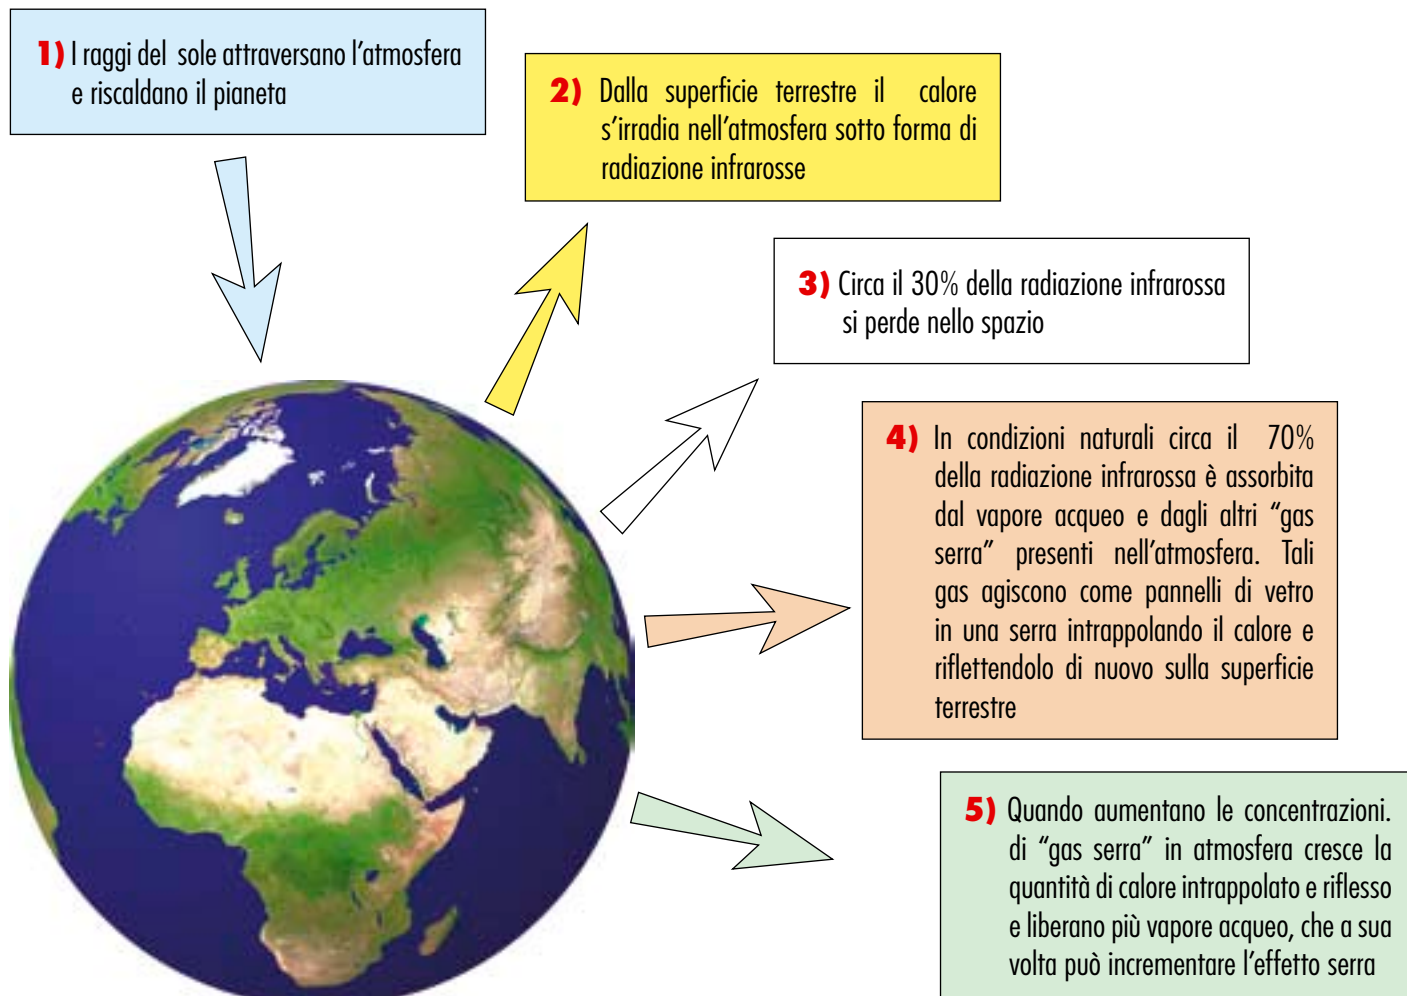 1) I raggi del sole attraversano l'atmosfera
e riscaldano il pianeta
2) Dalla superficie terrestre il calore
s'irradia nell'atmosfera sotto forma di
radiazione infrarosse
3) Circa il 30% della radiazione infrarossa
si perde nello spazio
4) In condizioni naturali circa il 70%
della radiazione infrarossa è assorbita
dal vapore acqueo e dagli altri “gas
serra” presenti nell'atmosfera. Tali
gas agiscono come pannelli di vetro
in una serra intrappolando il calore e
riflettendolo di nuovo sulla superficie
terrestre
5) Quando aumentano le concentrazioni.
di “gas serra” in atmosfera cresce la
quantità di calore intrappolato e riflesso
e liberano più vapore acqueo, che a sua
volta può incrementare l'effetto serra